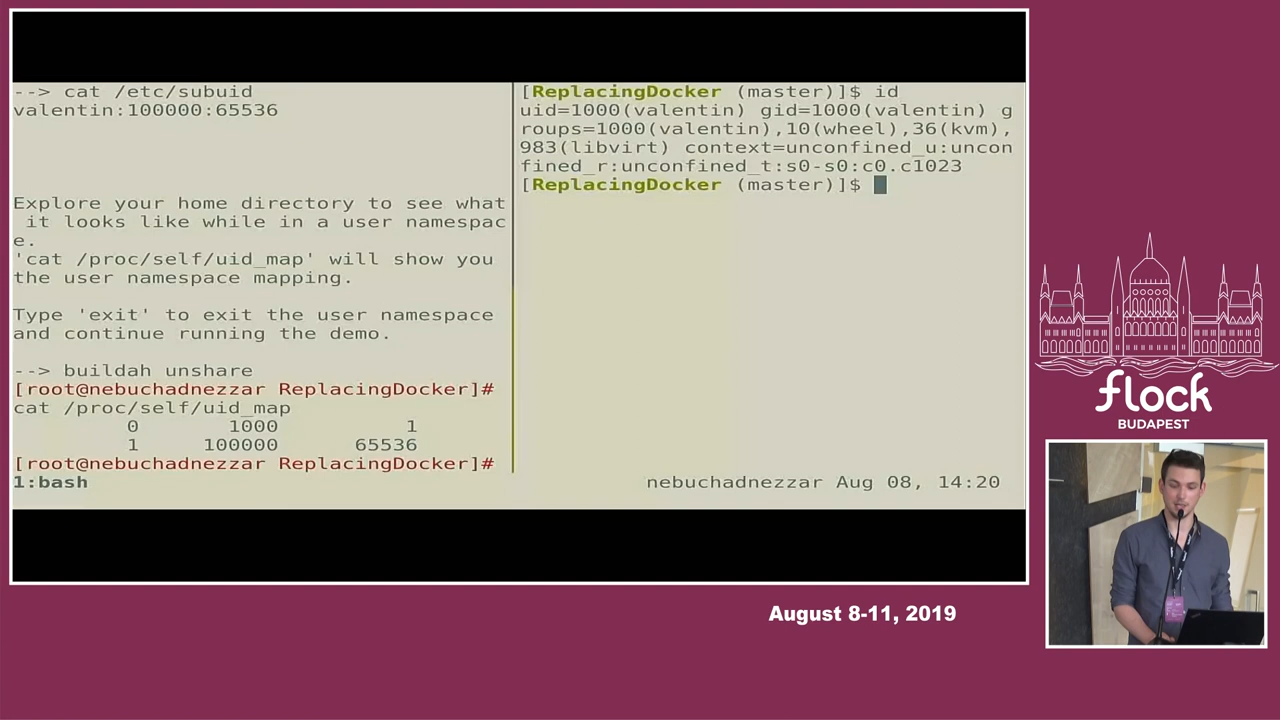 --> cat /etc/subuid
valentin:100000:65536
Explore your home directory to see what
it looks like while in a user namespac
e.
'cat /proc/self/uid_map' will show you
the user namespace mapping.
Type 'exit' to exit the user namespace
and continue running the demo.
--> buildah unshare
[root@nebuchadnezzar ReplacingDocker]#
cat /proc/self/uid_map
0 1000 1
1 100000 65536
[root@nebuchadnezzar ReplacingDocker]#
[ReplacingDocker (master)]$ id
uid=1000(valentin) gid=1000(valentin) g
roups=1000(valentin),10(wheel),36(kvm),
983(libvirt) context=unconfined_u:uncon
fined_r:unconfined_t:s0-s0:c0.c1023
[ReplacingDocker (master)]$
1:bash
nebuchadnezzar Aug 08, 14:20
flock
BUDAPEST
August 8-11, 2019